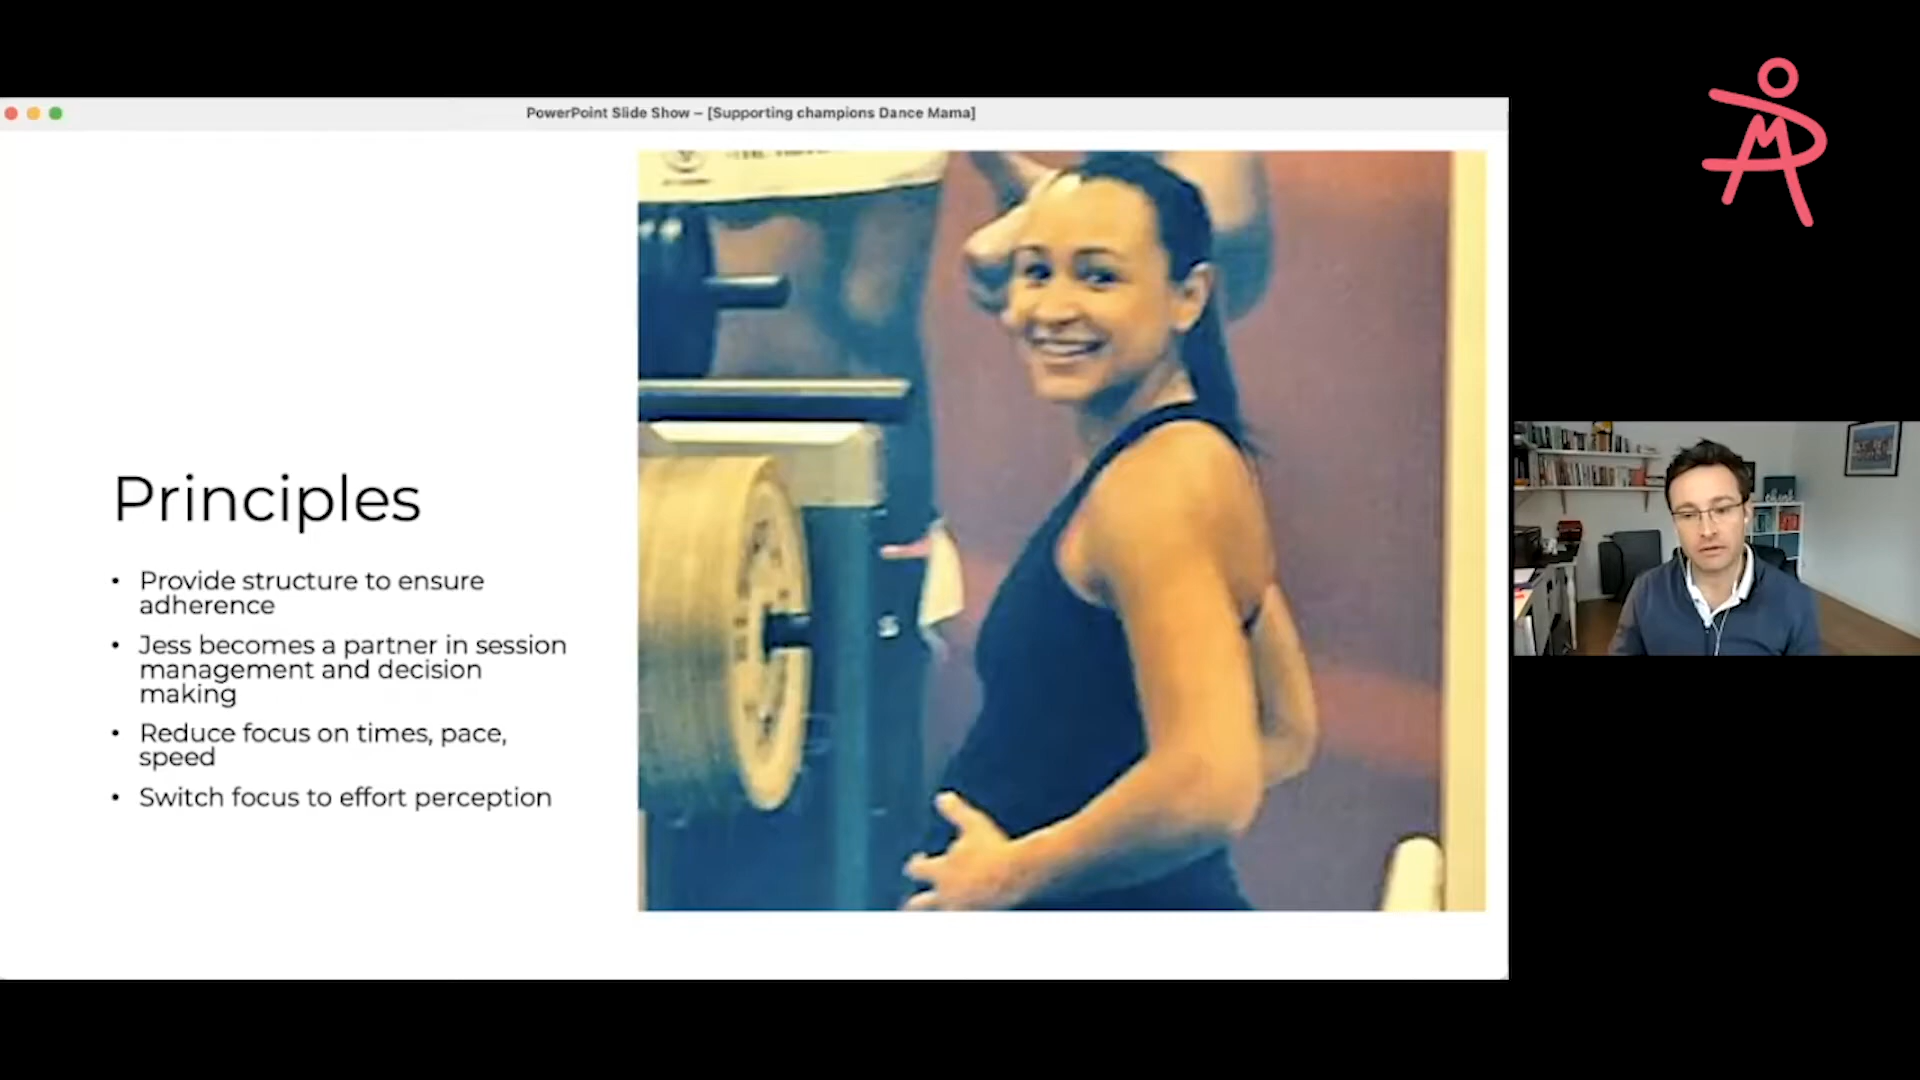 PowerPoint Slide Show – [Supporting champions Dance Mama]
Principles
• Provide structure to ensure
adherence
• Jess becomes a partner in session
management and decision
making
• Reduce focus on times, pace,
speed
• Switch focus to effort perception